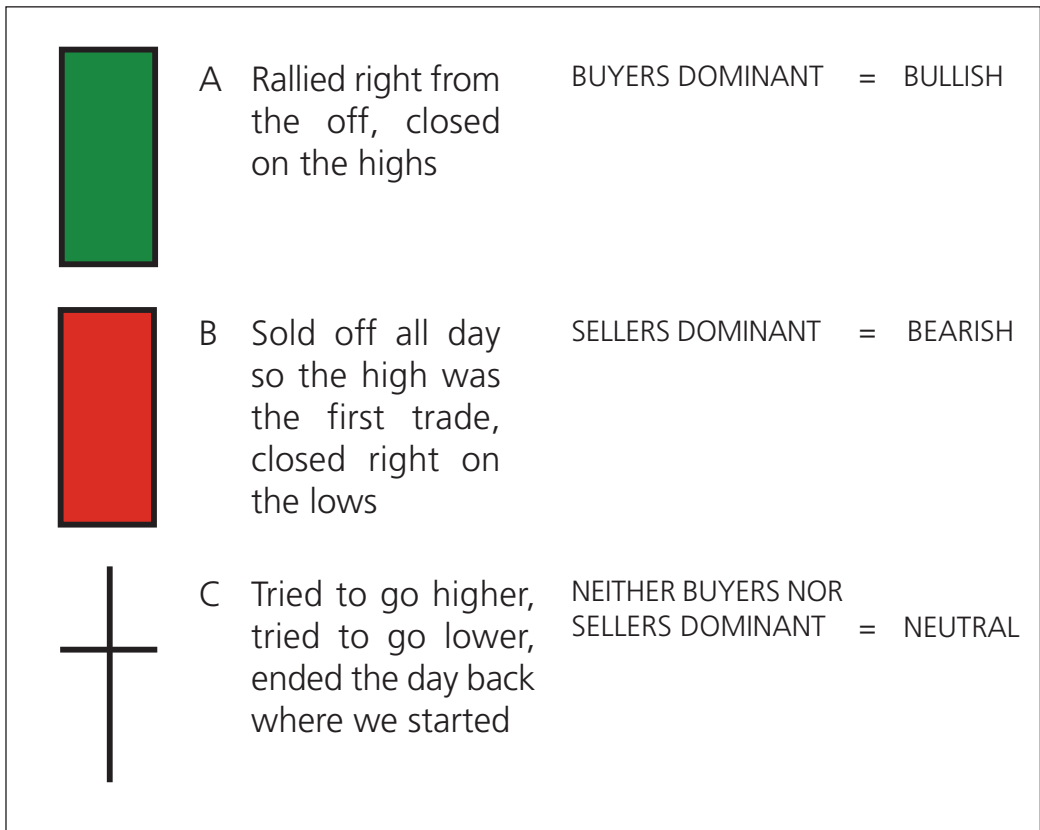 A Rallied right from BUYERS DOMINANT = BULLISH
the off, closed
on the highs
B Sold off all day SELLERS DOMINANT = BEARISH
so the high was
the first trade,
closed right on
the lows
C Tried to go higher, NEITHER BUYERS NOR
tried to go lower, SELLERS DOMINANT = NEUTRAL
ended the day back
where we started